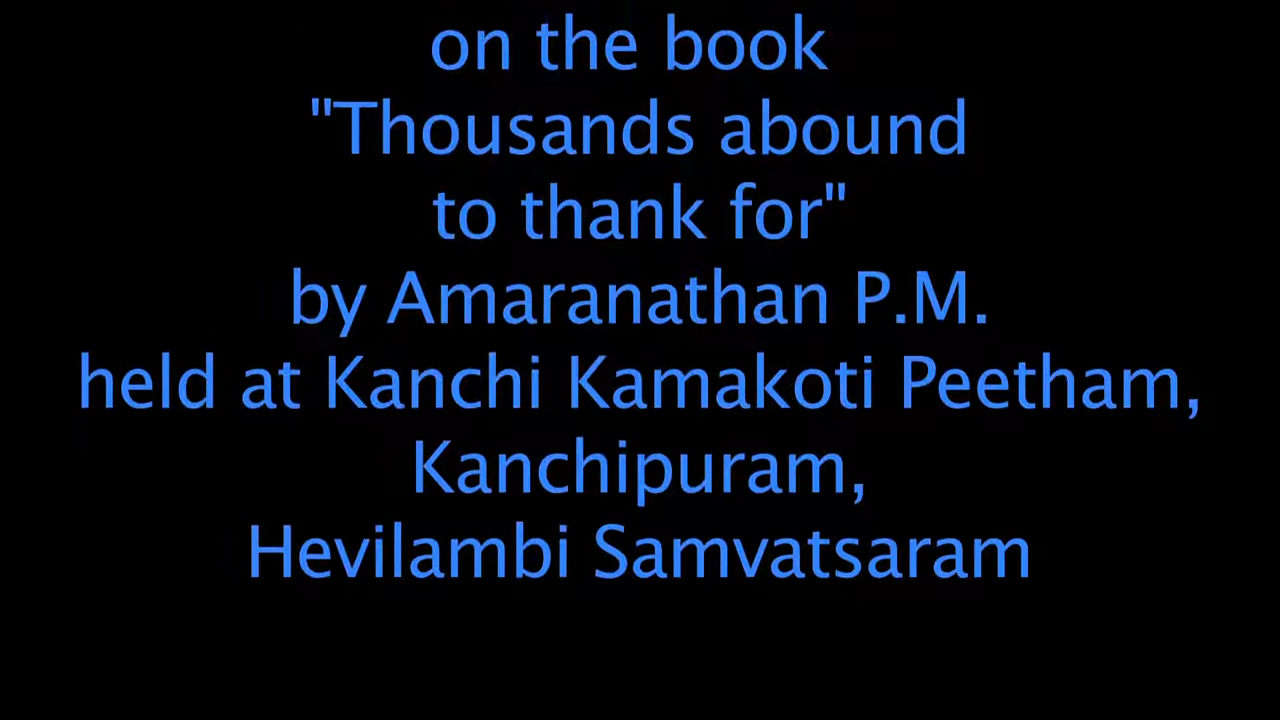 on the book
"Thousands abound
to thank for"
by Amaranathan P.M.
held at Kanchi Kamakoti Peetham,
Kanchipuram,
Hevilambi Samvatsaram